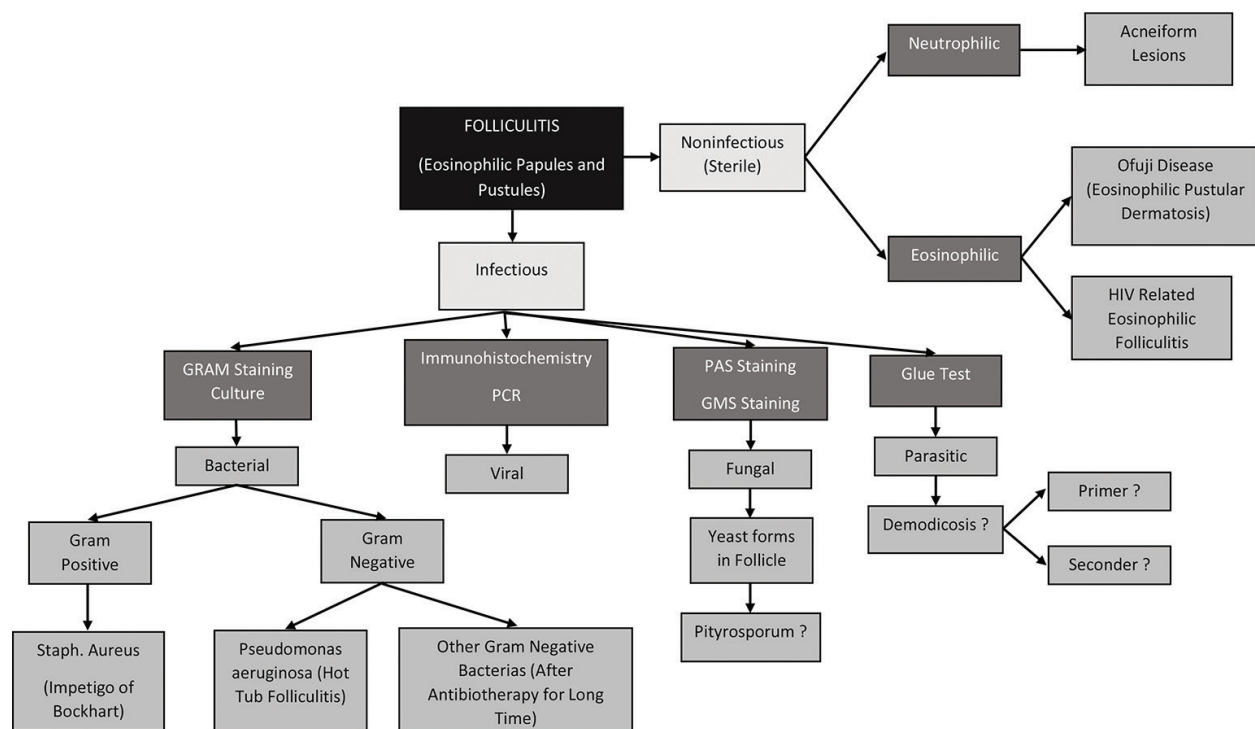 Neutrophilic
Acneiform
Lesions
FOLLICULITIS
(Eosinophilic Papules and
Pustules)
Noninfectious
(Sterile)
Ofuji Disease
(Eosinophilic Pustular
Dermatosis)
Eosinophilic
Infectious
HIV Related
Eosinophilic
Folliculitis
GRAM Staining
Culture
Immunohistochemistry
PCR
PAS Staining
GMS Staining
Glue Test
Bacterial
Viral
Fungal
Parasitic
Primer ?
Demodicosis ?
Seconder ?
Gram
Positive
Gram
Negative
Yeast forms
in Follicle
Pityrosporum ?
Staph. Aureus
(Impetigo of
Bockhart)
Pseudomonas
aeruginosa (Hot
Tub Folliculitis)
Other Gram Negative
Bacterias (After
Antibiotherapy for Long
Time)